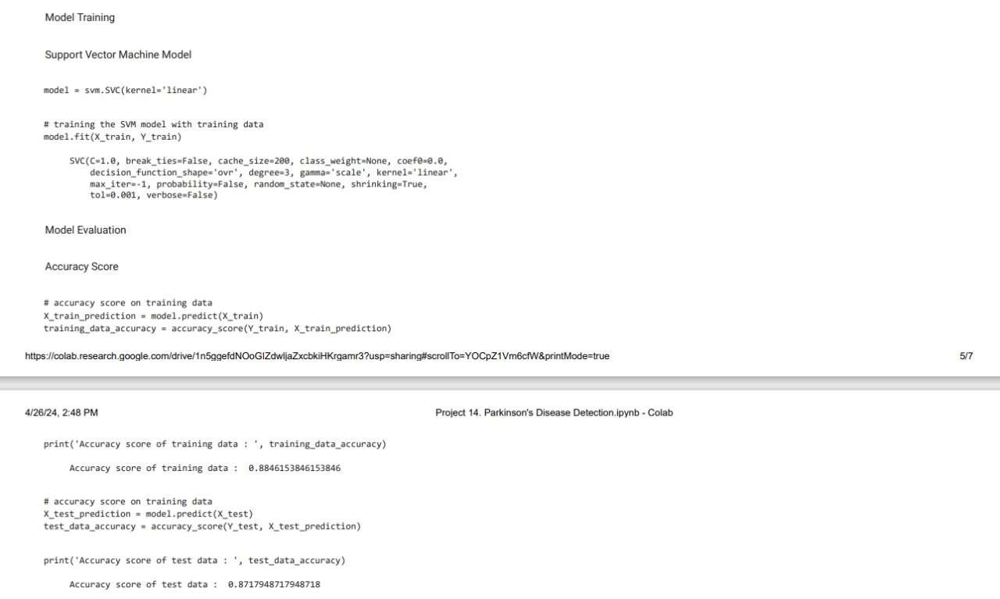 Model Training
Support Vector Machine Model
model = svm.SVC(kernel='linear')
# training the SVM model with training data
model.fit(X_train, Y_train)
SVC(C=1.0, break_ties=False, cache_size=200, class_weight=None, coef0=0.0,
decision_function_shape='ovr', degree=3, gamma='scale', kernel='linear',
max_iter=-1, probability=False, random_state=None, shrinking=True,
tol=0.001, verbose=False)
Model Evaluation
Accuracy Score
# accuracy score on training data
X_train_prediction = model.predict(X_train)
training_data_accuracy = accuracy_score(Y_train, X_train_prediction)
https://colab.research.google.com/drive/1n5ggefdNOoGIZdwljaZxcbkiHKrgamr3?usp=sharing#scrollTo=YOCpZ1Vm6cfW&printMode=true 5/7
4/26/24, 2:48 PM Project 14. Parkinson's Disease Detection.ipynb - Colab
print('Accuracy score of training data : ', training_data_accuracy)
Accuracy score of training data :  0.8846153846153846
# accuracy score on training data
X_test_prediction = model.predict(X_test)
test_data_accuracy = accuracy_score(Y_test, X_test_prediction)
print('Accuracy score of test data : ', test_data_accuracy)
Accuracy score of test data :  0.8717948717948718